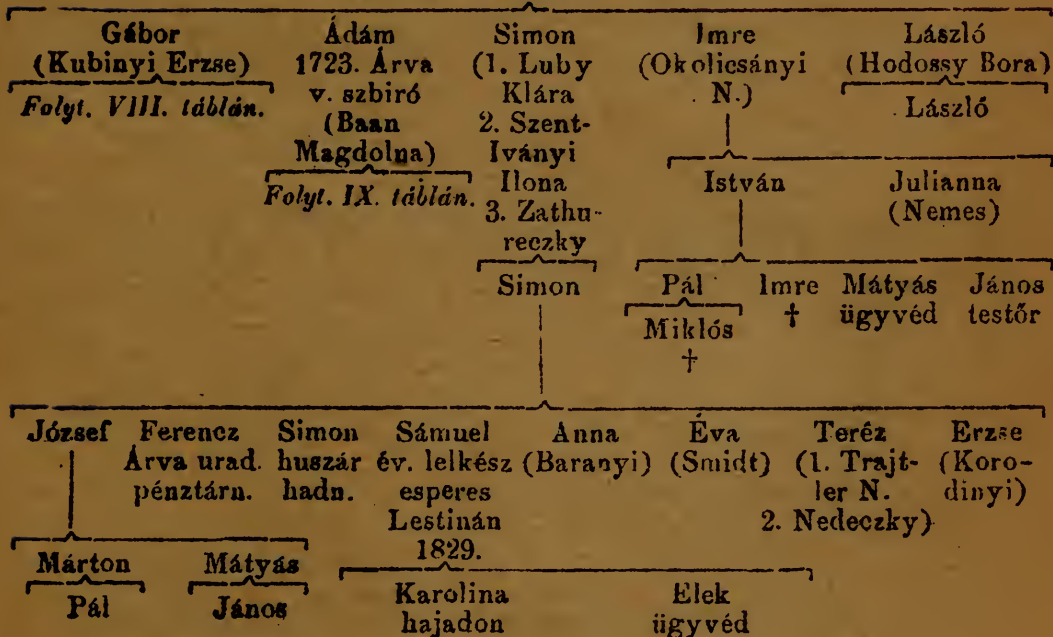 Gábor Ádám Simon Imre László
(Kubinyi Erzse) 1723. Árva (1. Luby (Okolicsányi (Hodossy Bora)
Folyt. VIII. táblán. v. szbiró Klára N.) László
(Baan 2. Szent-
Magdolna) Iványi
Folyt. IX. táblán. Ilona István Julianna
3. Zathu- (Nemes)
reczky
Simon Pál Imre Mátyás János
Miklós † ügyvéd testőr
†
József Ferencz Simon Sámuel Anna Éva Teréz Erzse
Árva urad. huszár év. lelkész (Baranyi) (Smidt) (1. Trajt- (Koro-
pénztárn. hadn. esperes ler N. dinyi)
Lestinán 2. Nedeczky)
1829.
Márton Mátyás
Pál János Karolina Elek
hajadon ügyvéd